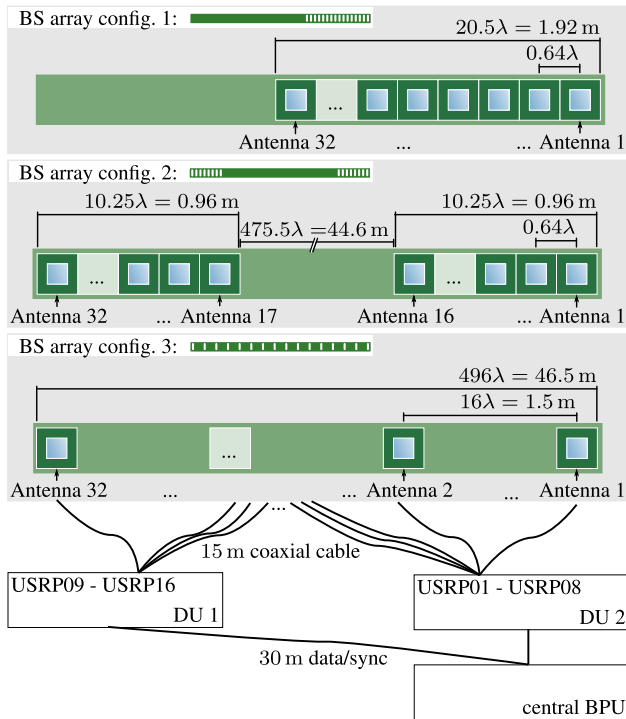 BS array config. 1:
20.5λ = 1.92 m
0.64λ
...
Antenna 32 ... ... Antenna 1
BS array config. 2:
10.25λ = 0.96 m 10.25λ = 0.96 m
475.5λ =44.6 m
0.64λ
... ...
Antenna 32 ... Antenna 17 Antenna 16 ... Antenna 1
BS array config. 3:
496λ = 46.5 m
16λ = 1.5 m
...
Antenna 32 ... ... Antenna 2 ... Antenna 1
...
15 m coaxial cable
USRP09 - USRP16 USRP01 - USRP08
DU 1 DU 2
30 m data/sync
central BPU